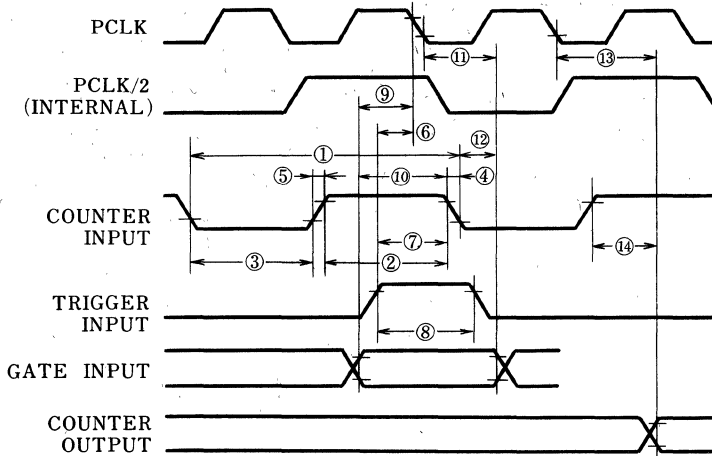 PCLK
⑪
⑬
PCLK/2
(INTERNAL)
⑨
⑥
⑫
①
⑤
⑩
④
COUNTER
INPUT
⑦
⑭
③
②
TRIGGER
INPUT
⑧
GATE INPUT
COUNTER
OUTPUT